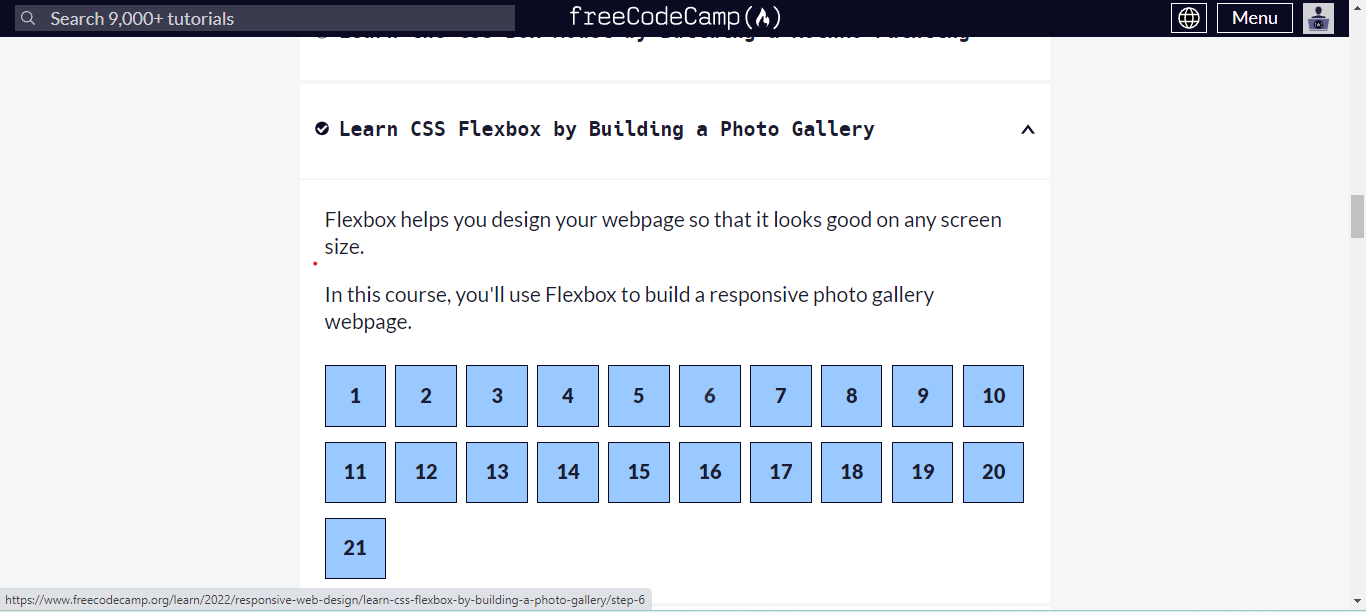 Search 9,000+ tutorials
freeCodeCamp
Menu
Learn CSS Flexbox by Building a Photo Gallery
Flexbox helps you design your webpage so that it looks good on any screen
size.
In this course, you'll use Flexbox to build a responsive photo gallery
webpage.
1 2 3 4 5 6 7 8 9 10
11 12 13 14 15 16 17 18 19 20
21
https://www.freecodecamp.org/learn/2022/responsive-web-design/learn-css-flexbox-by-building-a-photo-gallery/step-6